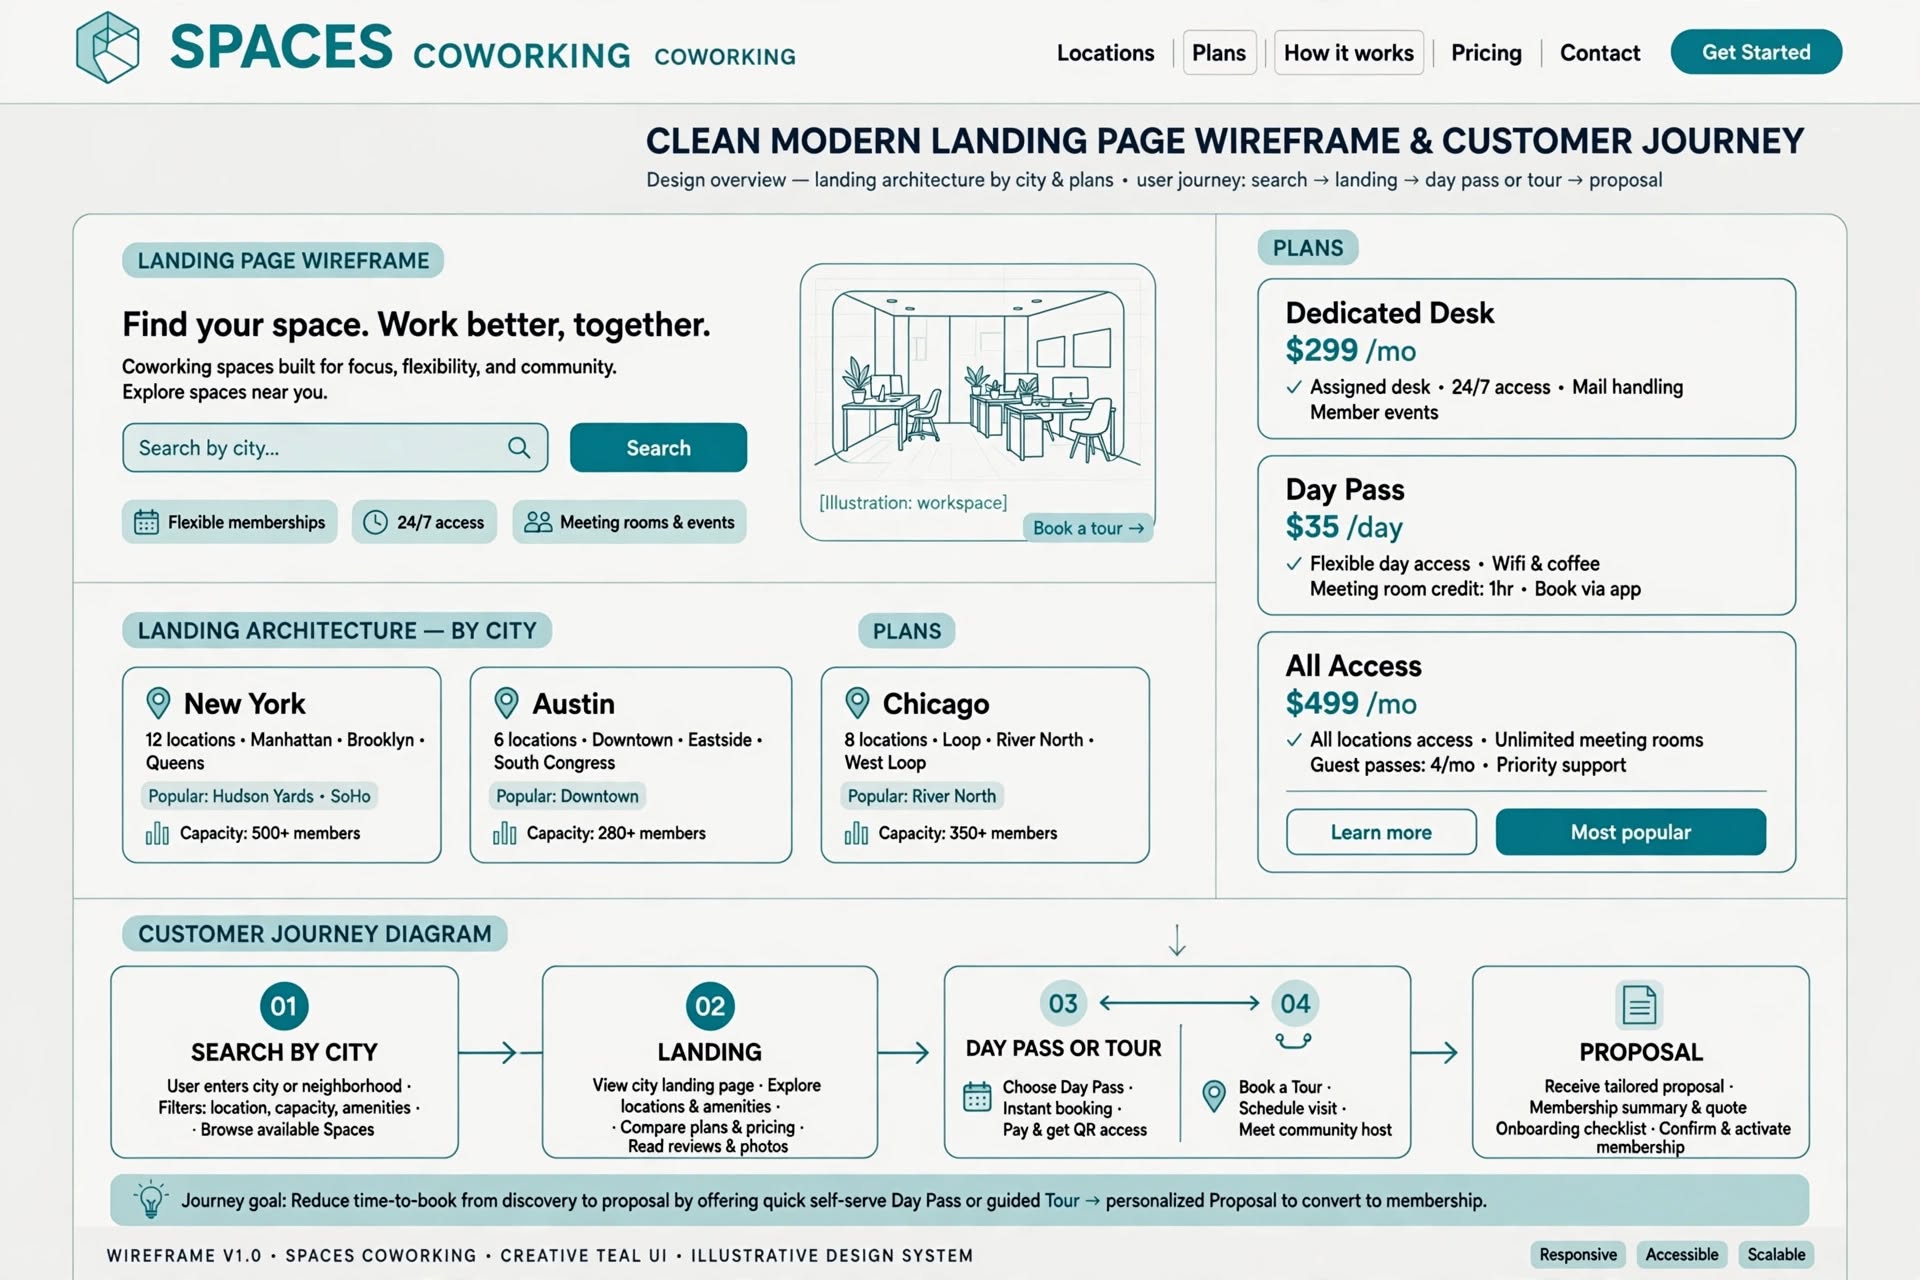 SPACES COWORKING COWORKING
Locations
Plans
How it works
Pricing
Contact
Get Started
CLEAN MODERN LANDING PAGE WIREFRAME & CUSTOMER JOURNEY
Design overview — landing architecture by city & plans • user journey: search → landing → day pass or tour → proposal
LANDING PAGE WIREFRAME
Find your space. Work better, together.
Coworking spaces built for focus, flexibility, and community.
Explore spaces near you.
Search by city...
Search
Flexible memberships
24/7 access
Meeting rooms & events
[Illustration: workspace]
Book a tour →
PLANS
Dedicated Desk
$299 /mo
✓ Assigned desk • 24/7 access • Mail handling
Member events
Day Pass
$35 /day
✓ Flexible day access • Wifi & coffee
Meeting room credit: 1hr • Book via app
All Access
$499 /mo
✓ All locations access • Unlimited meeting rooms
Guest passes: 4/mo • Priority support
Learn more
Most popular
LANDING ARCHITECTURE — BY CITY
PLANS
New York
12 locations • Manhattan • Brooklyn •
Queens
Popular: Hudson Yards • SoHo
Capacity: 500+ members
Austin
6 locations • Downtown • Eastside •
South Congress
Popular: Downtown
Capacity: 280+ members
Chicago
8 locations • Loop • River North •
West Loop
Popular: River North
Capacity: 350+ members
CUSTOMER JOURNEY DIAGRAM
01
SEARCH BY CITY
User enters city or neighborhood ·
Filters: location, capacity, amenities ·
· Browse available Spaces
02
LANDING
View city landing page · Explore
locations & amenities ·
· Compare plans & pricing ·
Read reviews & photos
03
04
DAY PASS OR TOUR
Choose Day Pass ·
Instant booking ·
Pay & get QR access
Book a Tour ·
Schedule visit ·
Meet community host
PROPOSAL
Receive tailored proposal ·
Membership summary & quote
Onboarding checklist · Confirm & activate
membership
Journey goal: Reduce time-to-book from discovery to proposal by offering quick self-serve Day Pass or guided Tour → personalized Proposal to convert to membership.
WIREFRAME V1.0 • SPACES COWORKING • CREATIVE TEAL UI • ILLUSTRATIVE DESIGN SYSTEM
Responsive
Accessible
Scalable